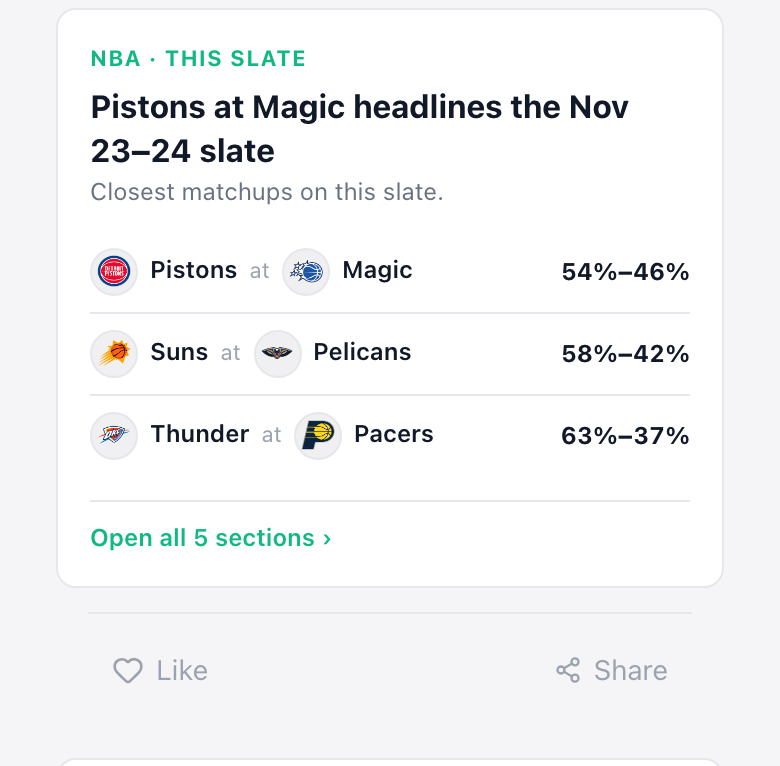 NBA · THIS SLATE
Pistons at Magic headlines the Nov
23–24 slate
Closest matchups on this slate.
Pistons at Magic 54%–46%
Suns at Pelicans 58%–42%
Thunder at Pacers 63%–37%
Open all 5 sections ›
Like Share